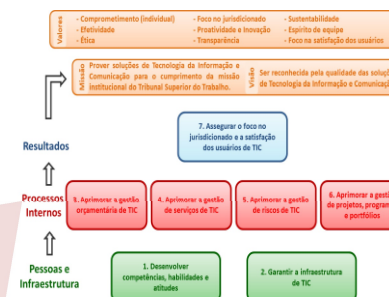 Valores
- Comprometimento (individual)
- Foco no jurisdicionado
- Sustentabilidade
- Efetividade
- Proatividade e Inovação
- Espírito de equipe
- Ética
- Transparência
- Foco na satisfação dos usuários
Missão
Prover soluções de Tecnologia da Informação e
Comunicação para o cumprimento da missão
institucional do Tribunal Superior do Trabalho.
Visão
Ser reconhecida pela qualidade das soluçõ
de Tecnologia da Informação e Comunicaçã
Resultados
7. Assegurar o foco no
jurisdicionado e a satisfação
dos usuários de TIC
Processos
Internos
3. Aprimorar a gestão
orçamentária de TIC
4. Aprimorar a gestão
de serviços de TIC
5. Aprimorar a gestão
de riscos de TIC
6. Aprimorar a gestã
de projetos, program
e portfólios
Pessoas e
Infraestrutura
1. Desenvolver
competências, habilidades e
atitudes
2. Garantir a infraestrutura
de TIC